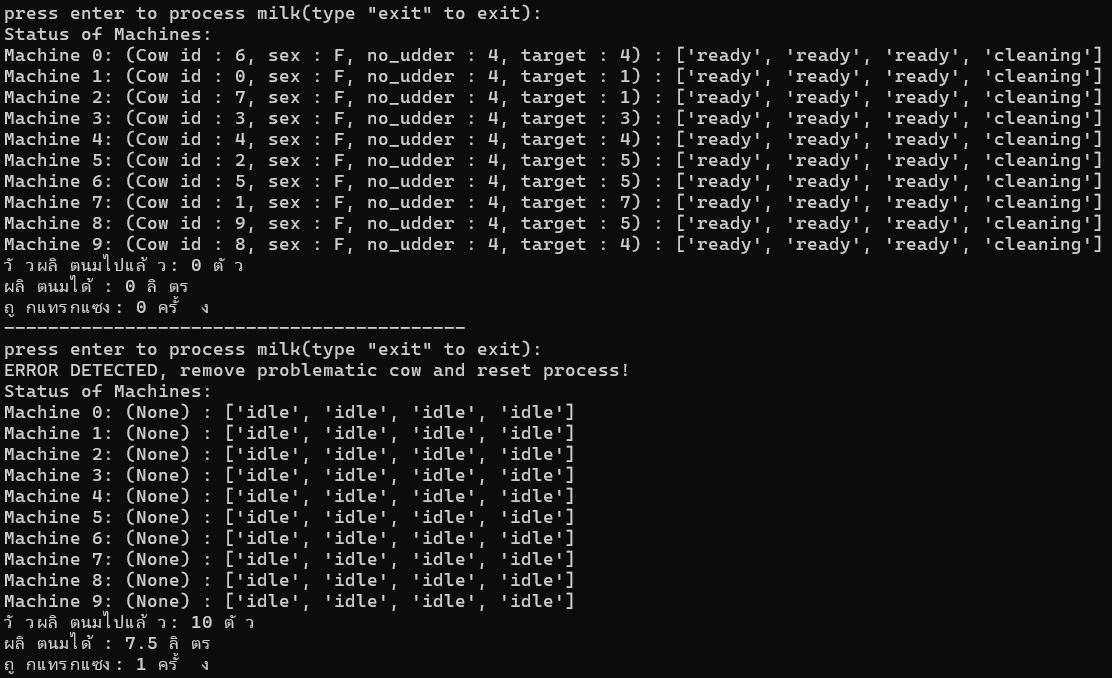 press enter to process milk(type "exit" to exit):
Status of Machines:
Machine 0: (Cow id : 6, sex : F, no_udder : 4, target : 4) : ['ready', 'ready', 'ready', 'cleaning']
Machine 1: (Cow id : 0, sex : F, no_udder : 4, target : 1) : ['ready', 'ready', 'ready', 'cleaning']
Machine 2: (Cow id : 7, sex : F, no_udder : 4, target : 1) : ['ready', 'ready', 'ready', 'cleaning']
Machine 3: (Cow id : 3, sex : F, no_udder : 4, target : 3) : ['ready', 'ready', 'ready', 'cleaning']
Machine 4: (Cow id : 4, sex : F, no_udder : 4, target : 4) : ['ready', 'ready', 'ready', 'cleaning']
Machine 5: (Cow id : 2, sex : F, no_udder : 4, target : 5) : ['ready', 'ready', 'ready', 'cleaning']
Machine 6: (Cow id : 5, sex : F, no_udder : 4, target : 5) : ['ready', 'ready', 'ready', 'cleaning']
Machine 7: (Cow id : 1, sex : F, no_udder : 4, target : 7) : ['ready', 'ready', 'ready', 'cleaning']
Machine 8: (Cow id : 9, sex : F, no_udder : 4, target : 5) : ['ready', 'ready', 'ready', 'cleaning']
Machine 9: (Cow id : 8, sex : F, no_udder : 4, target : 4) : ['ready', 'ready', 'ready', 'cleaning']
วัวผลิตนมไปแล้ว: 0 ตัว
ผลิตนมได้ : 0 ลิตร
ถูกแทรกแซง: 0 ครั้ง
------------------------------------------
press enter to process milk(type "exit" to exit):
ERROR DETECTED, remove problematic cow and reset process!
Status of Machines:
Machine 0: (None) : ['idle', 'idle', 'idle', 'idle']
Machine 1: (None) : ['idle', 'idle', 'idle', 'idle']
Machine 2: (None) : ['idle', 'idle', 'idle', 'idle']
Machine 3: (None) : ['idle', 'idle', 'idle', 'idle']
Machine 4: (None) : ['idle', 'idle', 'idle', 'idle']
Machine 5: (None) : ['idle', 'idle', 'idle', 'idle']
Machine 6: (None) : ['idle', 'idle', 'idle', 'idle']
Machine 7: (None) : ['idle', 'idle', 'idle', 'idle']
Machine 8: (None) : ['idle', 'idle', 'idle', 'idle']
Machine 9: (None) : ['idle', 'idle', 'idle', 'idle']
วัวผลิตนมไปแล้ว: 10 ตัว
ผลิตนมได้ : 7.5 ลิตร
ถูกแทรกแซง: 1 ครั้ง